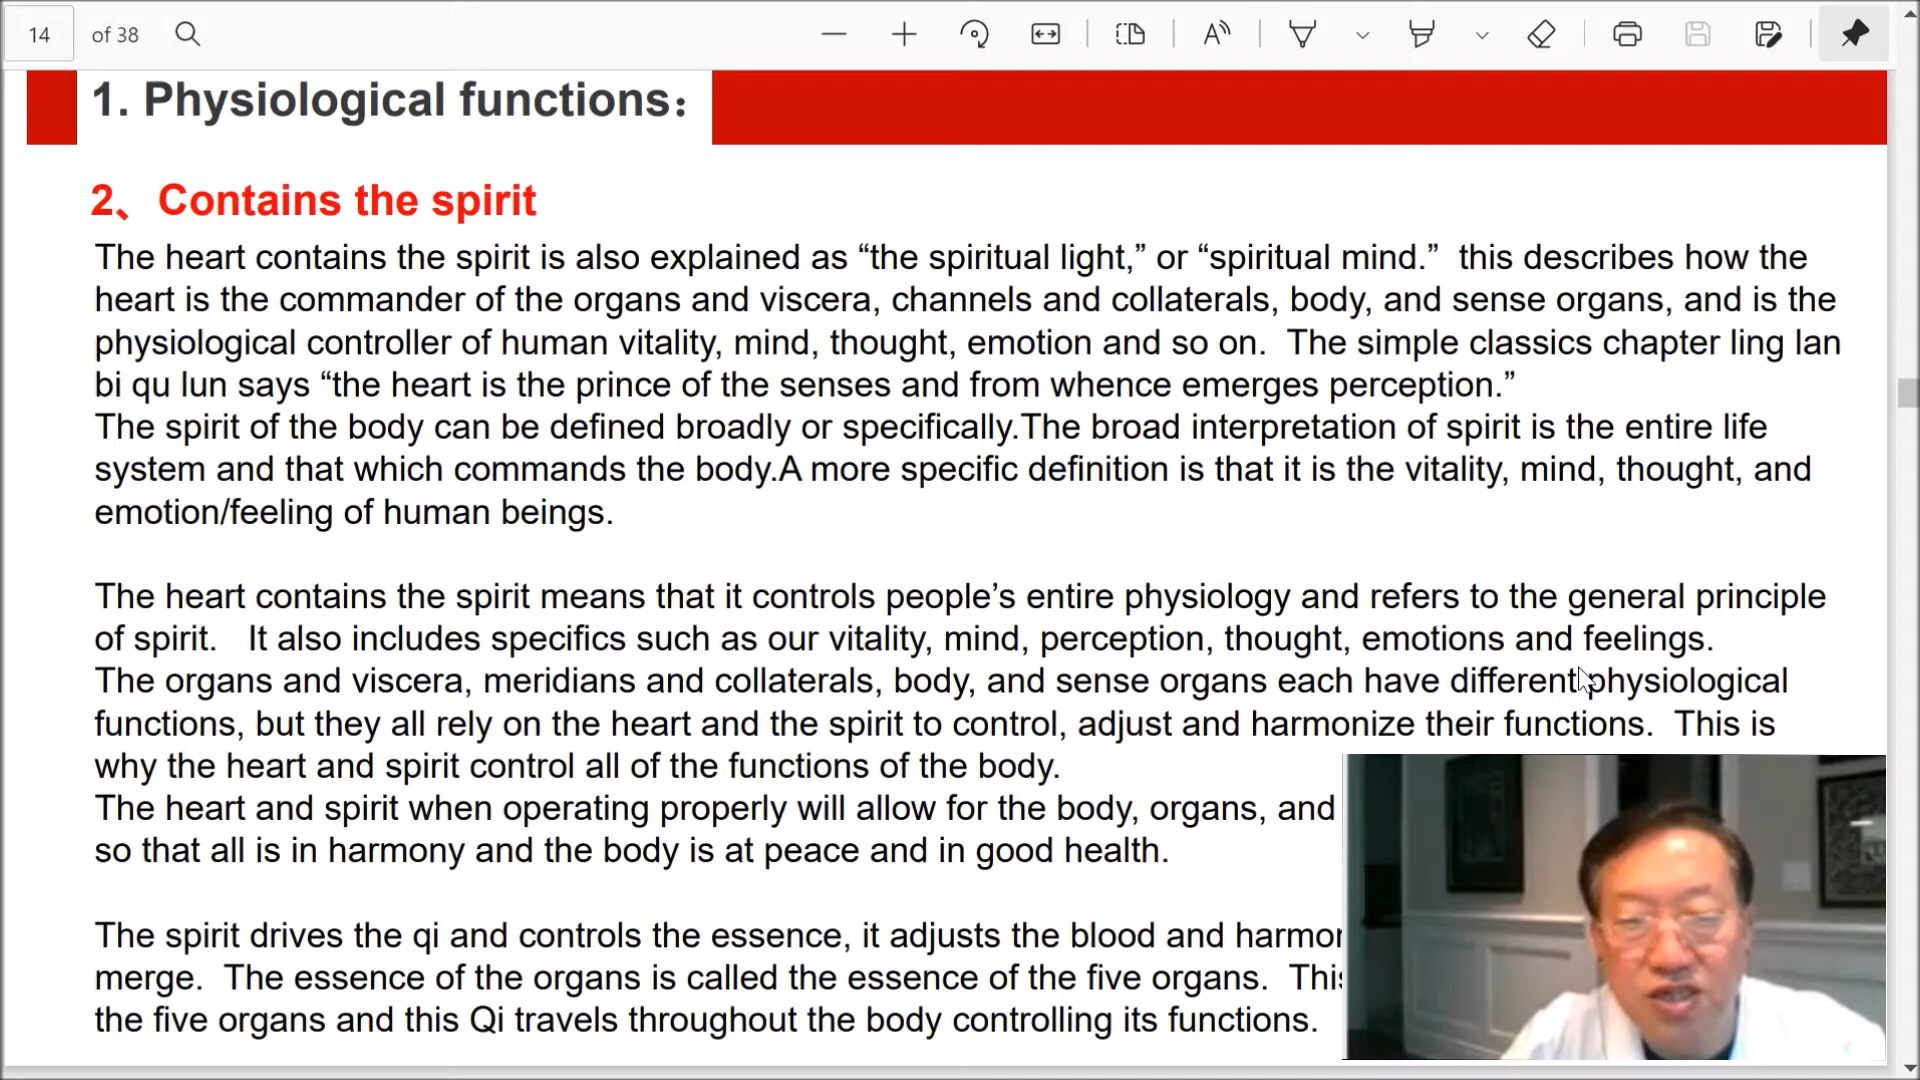 14 of 38
1. Physiological functions：
2、 Contains the spirit
The heart contains the spirit is also explained as “the spiritual light,” or “spiritual mind.”  this describes how the
heart is the commander of the organs and viscera, channels and collaterals, body, and sense organs, and is the
physiological controller of human vitality, mind, thought, emotion and so on.  The simple classics chapter ling lan
bi qu lun says “the heart is the prince of the senses and from whence emerges perception.”
The spirit of the body can be defined broadly or specifically.The broad interpretation of spirit is the entire life
system and that which commands the body.A more specific definition is that it is the vitality, mind, thought, and
emotion/feeling of human beings.
The heart contains the spirit means that it controls people’s entire physiology and refers to the general principle
of spirit.   It also includes specifics such as our vitality, mind, perception, thought, emotions and feelings.
The organs and viscera, meridians and collaterals, body, and sense organs each have different physiological
functions, but they all rely on the heart and the spirit to control, adjust and harmonize their functions.  This is
why the heart and spirit control all of the functions of the body.
The heart and spirit when operating properly will allow for the body, organs, and
so that all is in harmony and the body is at peace and in good health.
The spirit drives the qi and controls the essence, it adjusts the blood and
merge.  The essence of the organs is called the essence of the five organs.
the five organs and this Qi travels throughout the body controlling its functions.